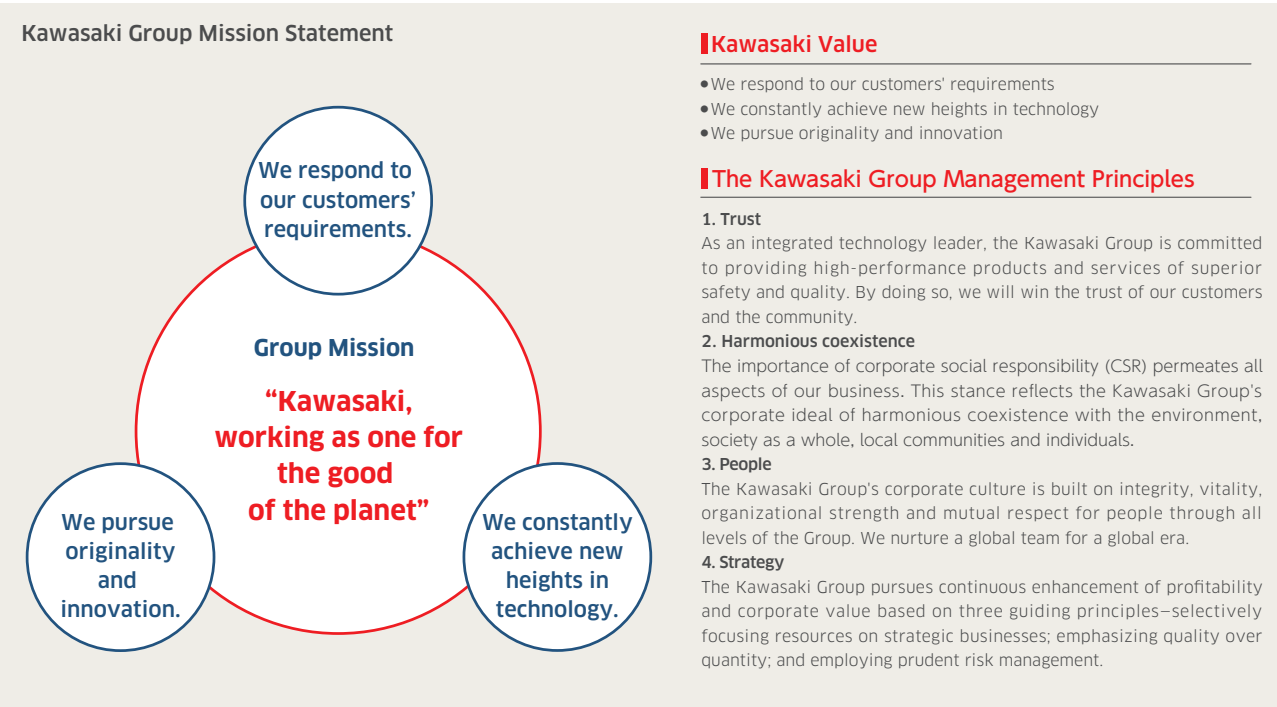 Kawasaki Group Mission Statement
We respond to
our customers’
requirements.
Group Mission
“Kawasaki,
working as one for
the good
of the planet”
We pursue
originality
and
innovation.
We constantly
achieve new
heights in
technology.
Kawasaki Value
●We respond to our customers' requirements
●We constantly achieve new heights in technology
●We pursue originality and innovation
The Kawasaki Group Management Principles
1. Trust
As an integrated technology leader, the Kawasaki Group is committed
to providing high-performance products and services of superior
safety and quality. By doing so, we will win the trust of our customers
and the community.
2. Harmonious coexistence
The importance of corporate social responsibility (CSR) permeates all
aspects of our business. This stance reflects the Kawasaki Group's
corporate ideal of harmonious coexistence with the environment,
society as a whole, local communities and individuals.
3. People
The Kawasaki Group's corporate culture is built on integrity, vitality,
organizational strength and mutual respect for people through all
levels of the Group. We nurture a global team for a global era.
4. Strategy
The Kawasaki Group pursues continuous enhancement of profitability
and corporate value based on three guiding principles—selectively
focusing resources on strategic businesses; emphasizing quality over
quantity; and employing prudent risk management.